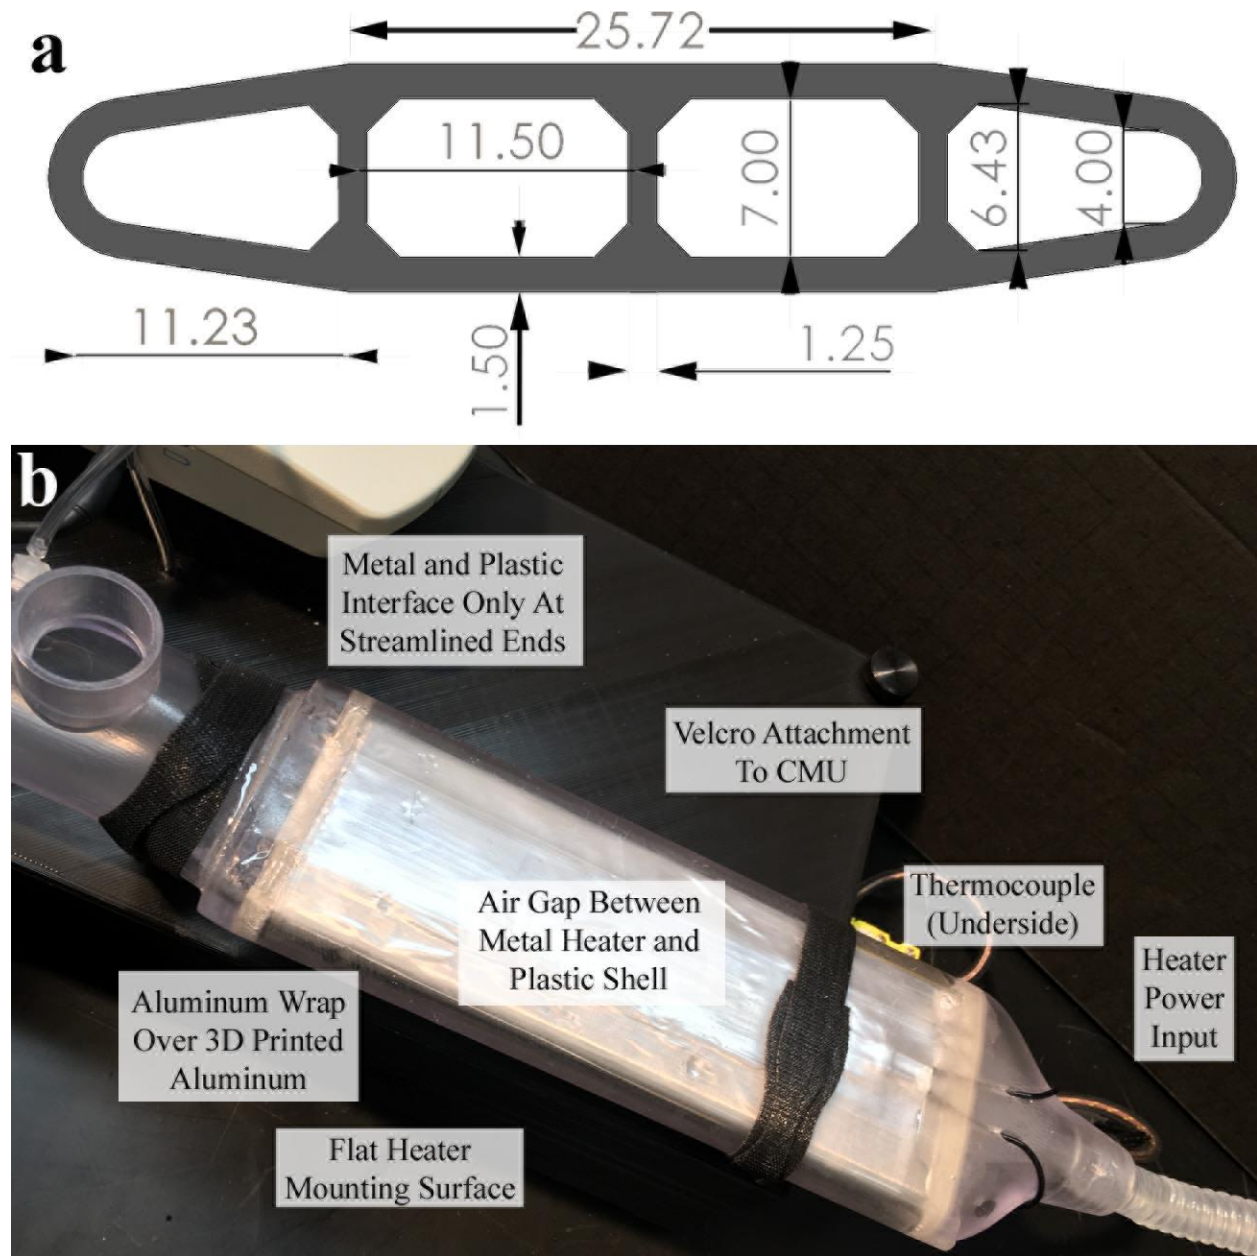 a
25.72
11.50
7.00
6.43
4.00
11.23
1.50
1.25
b
Metal and Plastic
Interface Only At
Streamlined Ends
Velcro Attachment
To CMU
Air Gap Between
Metal Heater and
Plastic Shell
Thermocouple
(Underside)
Heater
Power
Input
Aluminum Wrap
Over 3D Printed
Aluminum
Flat Heater
Mounting Surface